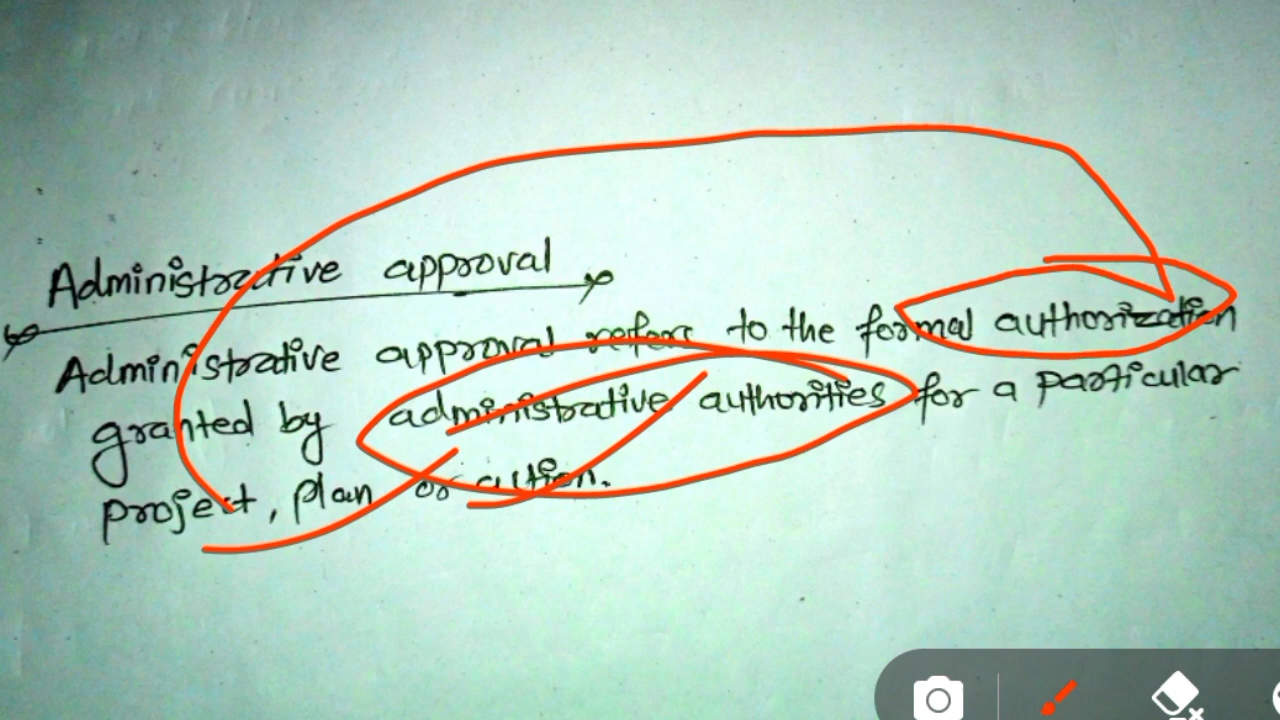 Administrative approval
Administrative approval refers to the formal authorization
granted by administrative authorities for a particular
project, plan or action.